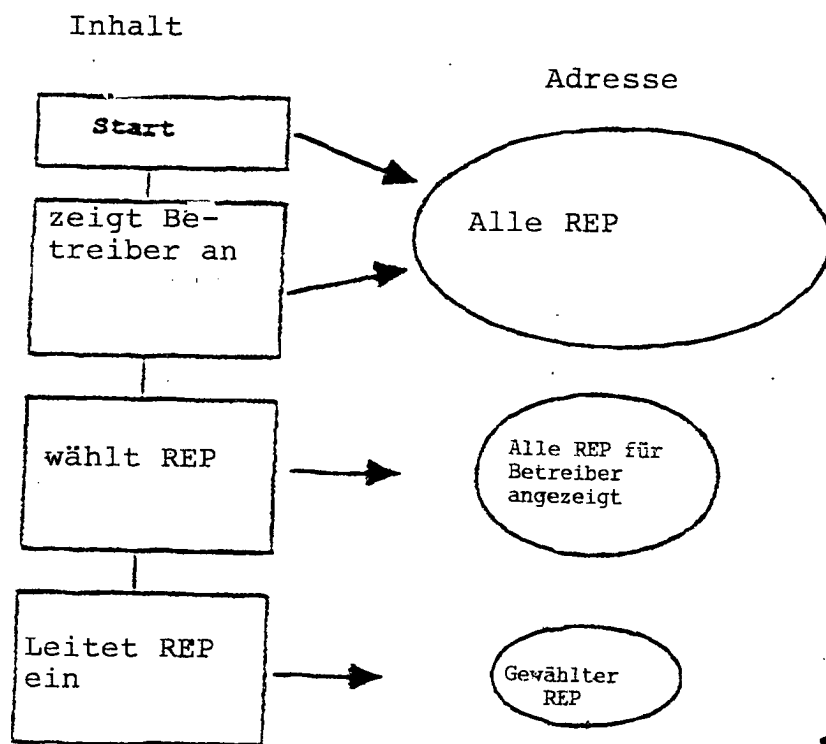 Inhalt
Adresse
Start
zeigt Be-
treiber an
Alle REP
wählt REP
Alle REP für
Betreiber
angezeigt
Leitet REP
ein
Gewählter
REP